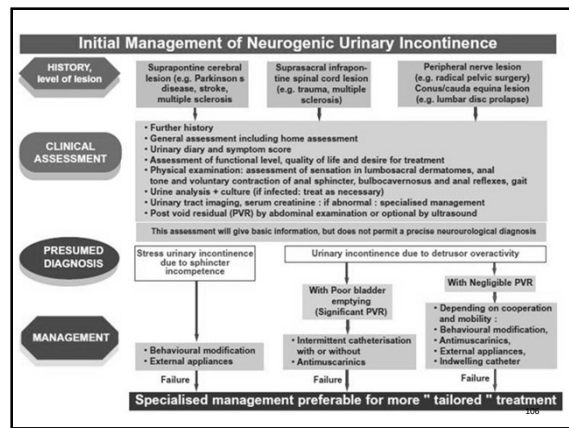 Initial Management of Neurogenic Urinary Incontinence
HISTORY,
level of lesion
Suprapontine cerebral
lesion (e.g. Parkinson s
disease, stroke,
multiple sclerosis
Suprasacral infrapon-
tine spinal cord lesion
(e.g. trauma, multiple
sclerosis)
Peripheral nerve lesion
(e.g. radical pelvic surgery)
Conus/cauda equina lesion
(e.g. lumbar disc prolapse)
CLINICAL
ASSESSMENT
• Further history
• General assessment including home assessment
• Urinary diary and symptom score
• Assessment of functional level, quality of life and desire for treatment
• Physical examination: assessment of sensation in lumbosacral dermatomes, anal
tone and voluntary contraction of anal sphincter, bulbocavernosus and anal reflexes, gait
• Urine analysis + culture (if infected: treat as necessary)
• Urinary tract imaging, serum creatinine : if abnormal : specialised management
• Post void residual (PVR) by abdominal examination or optional by ultrasound
This assessment will give basic information, but does not permit a precise neurourological diagnosis
PRESUMED
DIAGNOSIS
Stress urinary incontinence
due to sphincter
incompetence
Urinary incontinence due to detrusor overactivity
With Poor bladder
emptying
(Significant PVR)
With Negligible PVR
MANAGEMENT
• Behavioural modification
• External appliances
• Intermittent catheterisation
with or without
• Antimuscarinics
• Depending on cooperation
and mobility :
• Behavioural modification,
• Antimuscarinics,
• External appliances,
• Indwelling catheter
Failure
Failure
Failure
Specialised management preferable for more " tailored " treatment
106